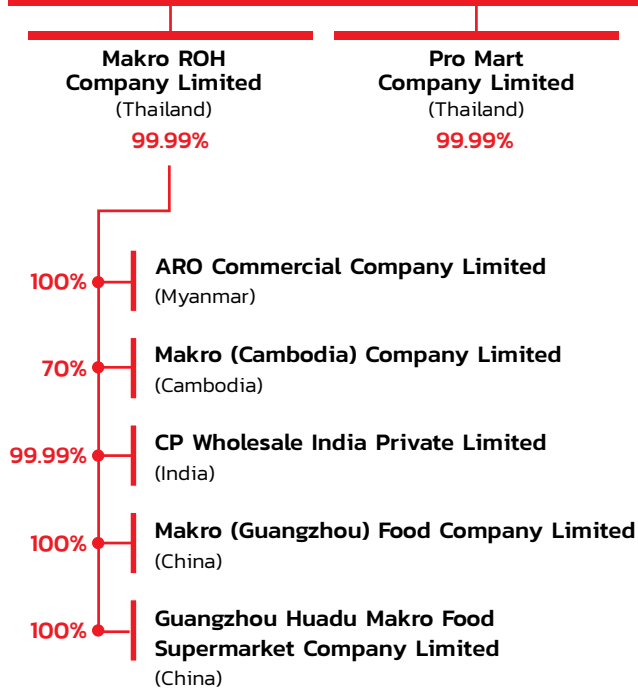 Makro ROH
Company Limited
(Thailand)
99.99%
Pro Mart
Company Limited
(Thailand)
99.99%
100%
ARO Commercial Company Limited
(Myanmar)
70%
Makro (Cambodia) Company Limited
(Cambodia)
99.99%
CP Wholesale India Private Limited
(India)
100%
Makro (Guangzhou) Food Company Limited
(China)
100%
Guangzhou Huadu Makro Food
Supermarket Company Limited
(China)